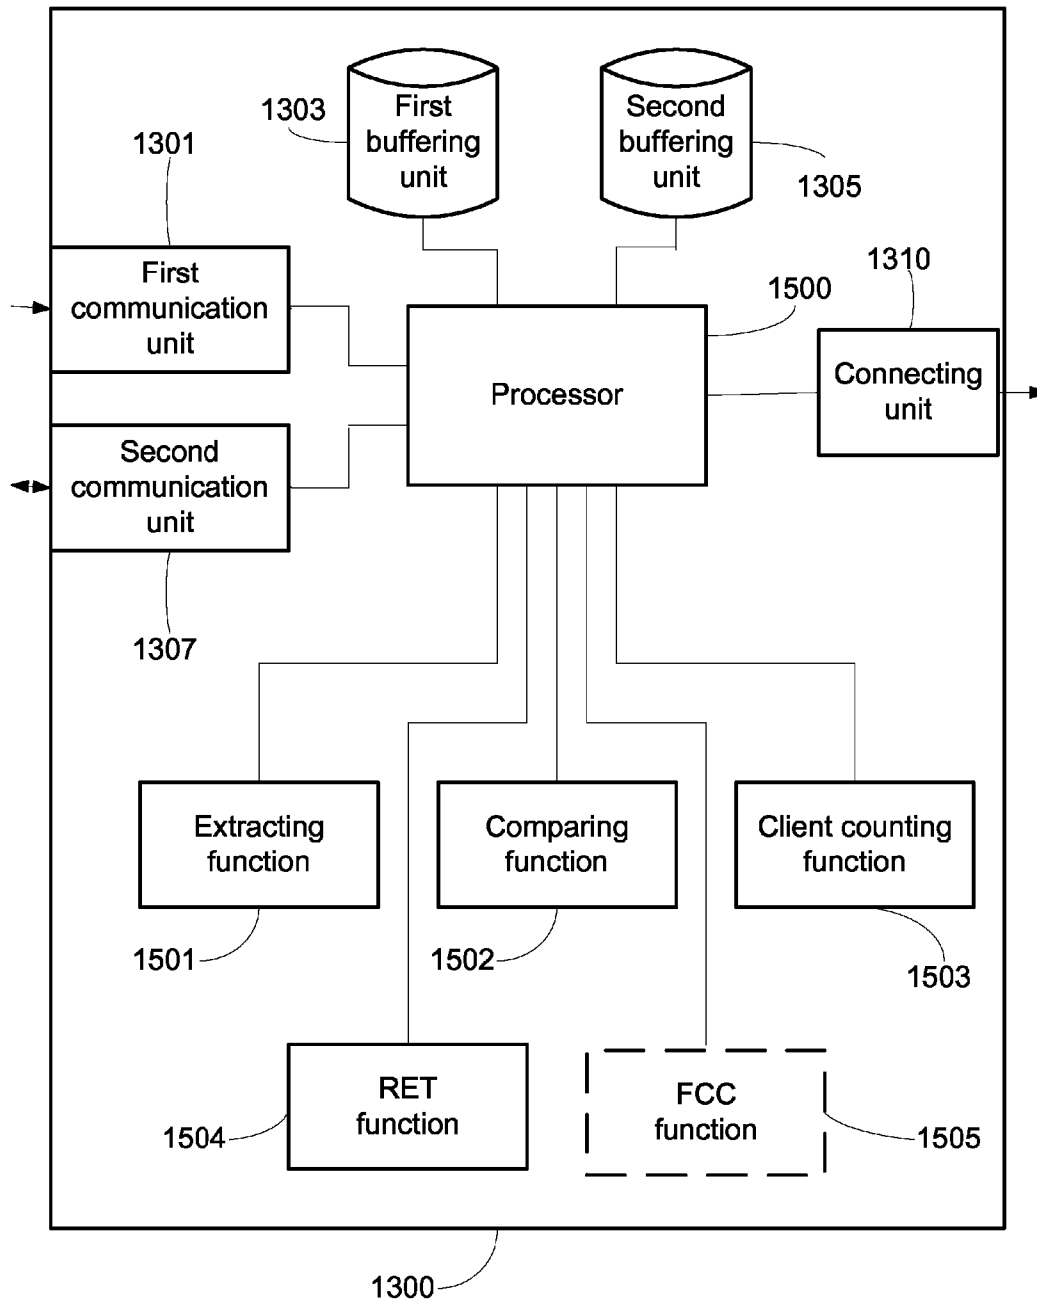 First
buffering
unit
1303
Second
buffering
unit
1305
1301
First
communication
unit
1310
1500
Processor
Connecting
unit
Second
communication
unit
1307
Extracting
function
1501
Comparing
function
1502
Client counting
function
1503
RET
function
1504
FCC
function
1505
1300